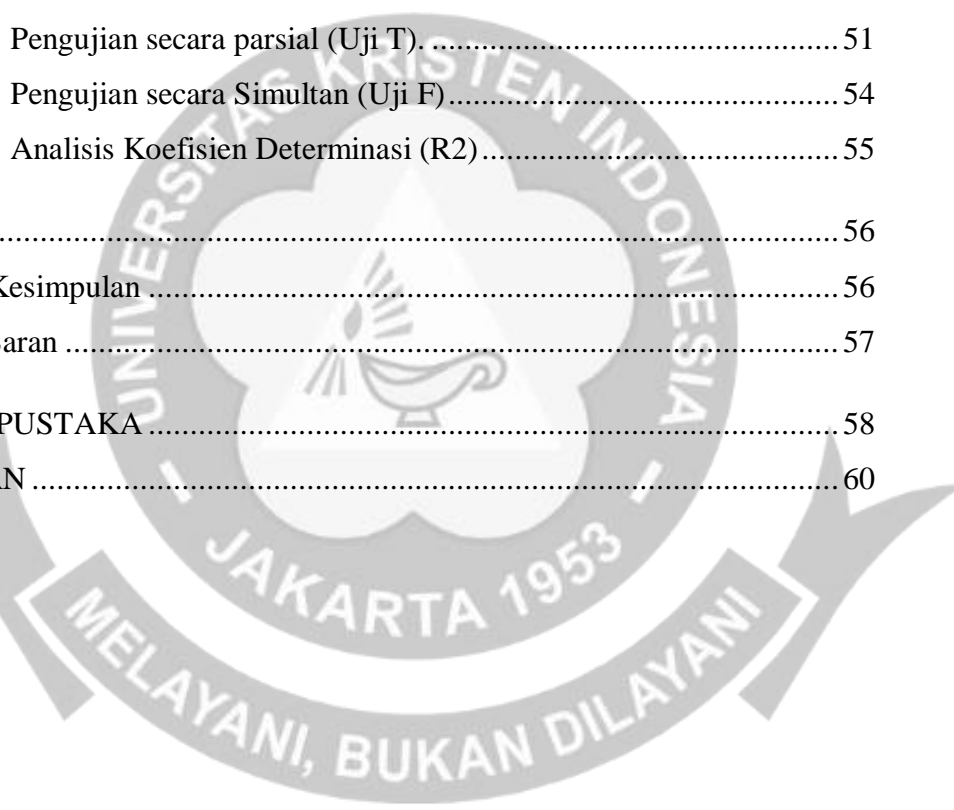 Pengujian secara parsial (Uji T). .................................................. 51
Pengujian secara Simultan (Uji F) ................................................ 54
Analisis Koefisien Determinasi (R2) ............................................ 55
........................................................................................................ 56
Kesimpulan ..................................................................................... 56
aran ................................................................................................ 57
PUSTAKA ..................................................................................... 58
AN ................................................................................................... 60
UNIVERSITAS KRISTEN INDONESIA
- JAKARTA 1953 -
MELAYANI, BUKAN DILAYANI